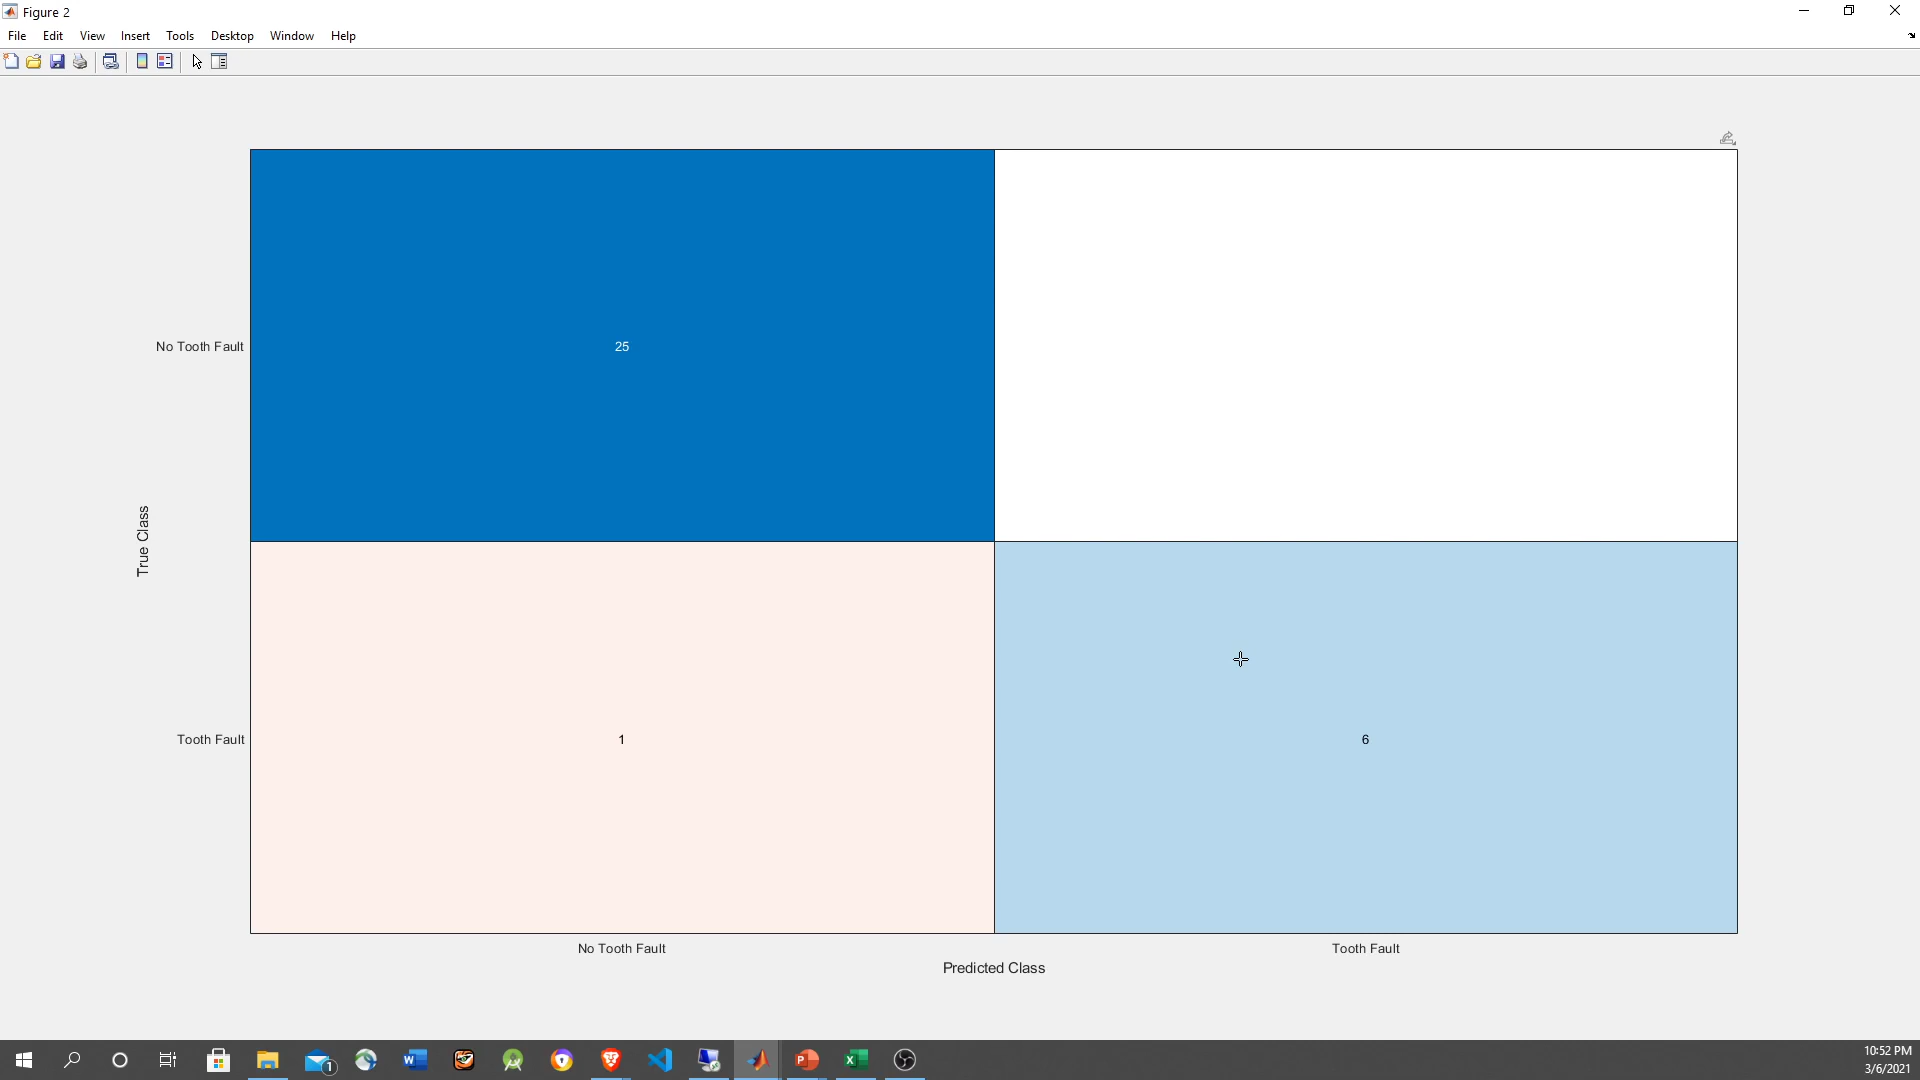 Figure 2
File Edit View Insert Tools Desktop Window Help
No Tooth Fault
25
True Class
Tooth Fault
1
6
No Tooth Fault
Tooth Fault
Predicted Class
1
10:52 PM
3/6/2021